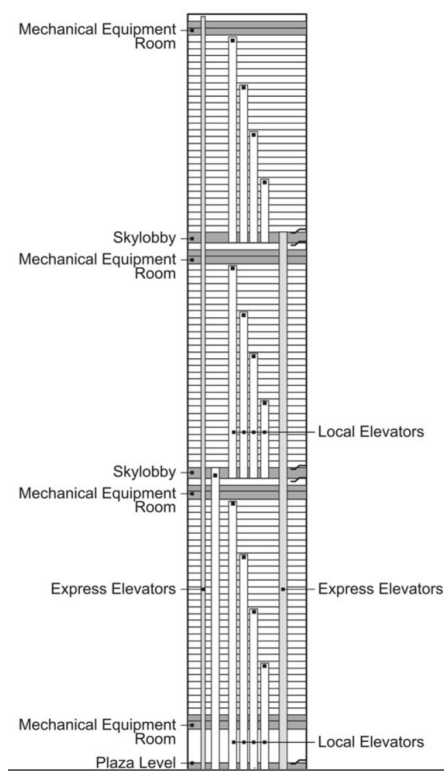 Mechanical Equipment
Room
Skylobby
Mechanical Equipment
Room
Local Elevators
Skylobby
Mechanical Equipment
Room
Express Elevators
Express Elevators
Mechanical Equipment
Room
Local Elevators
Plaza Level